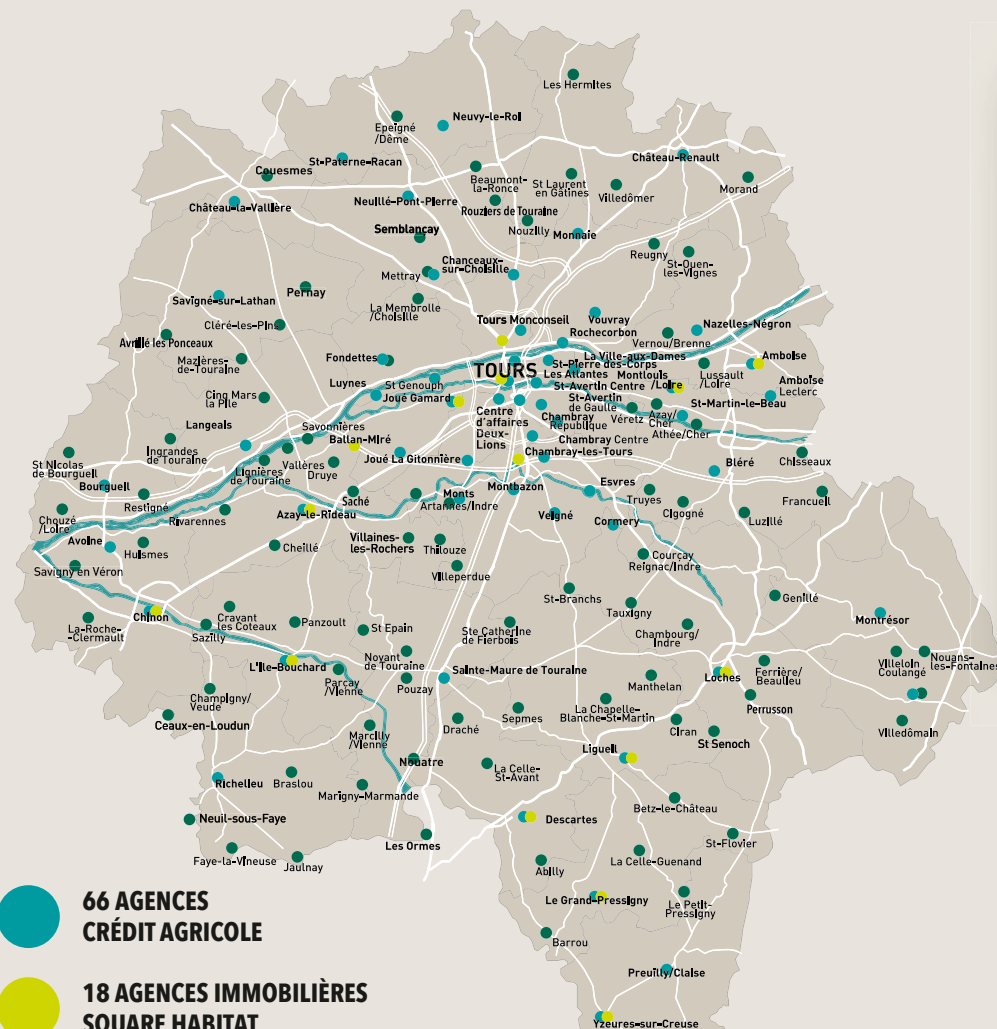 Les Hermites
Neuvy-le-Roi
Epeigné
/Dême
St-Paterne-Racan
Château-Renault
Couesmes
Beaumont-
la-Ronce
St Laurent
en Gâtines
Villedômer
Morand
Château-la-Vallière
Neuillé-Pont-Pierre
Rouziers de Touraine
Semblançay
Nouzilly
Monnaie
Reugny
St-Ouen-
les-Vignes
Mettray
Chanceaux-
sur-Choisille
Pernay
Savigné-sur-Lathan
La Membrolle
/Choisille
Cléré-les-Pins
Tours Monconseil
Vouvray
Rochecorbon
Nazelles-Négron
Avrillé les Ponceaux
Vernou/Brenne
Mazières-
de-Touraine
Fondettes
La Ville-aux-Dames
St-Pierre des-Corps
Amboise
TOURS
Les Atlantes
Montlouis
/Loire
Lussault
/Loire
Luynes
St Genouph
St-Avertin Centre
Amboise
Leclerc
Cinq Mars
la Pile
Joué Gamard
St-Avertin
de Gaulle
St-Martin-le-Beau
Véretz
Azay/
Cher
Athée/Cher
Centre
d'affaires
Deux-
Lions
Chambray
République
Langeals
Savonnières
Ballan-Miré
Chambray Centre
Ingrandes
de Touraine
St Nicolas
de Bourgueil
Lignières
de Touraine
Vallères
Druye
Joué La Gitonnière
Chambray-les-Tours
Bléré
Chisseaux
Bourgueil
Restigné
Saché
Monts
Artannes/Indre
Montbazon
Esvres
Truyes
Cigogné
Francueil
Chouzé
/Loire
Rivarennes
Azay-le-Rideau
Veigné
Cormery
Luzillé
Avoine
Huismes
Cheillé
Villaines-
les-Rochers
Thilouze
Courçay
Reignac/Indre
Savigny en Véron
Villeperdue
St-Branchs
Tauxigny
Genillé
Chinon
Cravant
les Coteaux
Montrésor
La-Roche-
-Clermault
Sazilly
Panzoult
St Epain
Ste Catherine
de Fierbois
Chambourg/
Indre
Noyant
de Touraine
Villeloin
Coulangé
Nouans-
les-Fontaines
L'Ile-Bouchard
Parcay
/Vienne
Pouzay
Sainte-Maure de Touraine
Manthelan
Loches
Ferrière/
Beaulieu
Champigny/
Veude
La Chapelle-
Blanche-St-Martin
Perrusson
Ceaux-en-Loudun
Marcilly
/Vienne
Draché
Sepmes
Ciran
St Senoch
Villedômain
Nouatre
Liguell
La Celle-
St-Avant
Richelieu
Braslou
Marigny-Marmande
Betz-le-Château
Neuil-sous-Faye
Descartes
St-Flovier
Les Ormes
Faye-la-Vineuse
Jaulnay
Abilly
La Celle-Guenand
Le Grand-Pressigny
Le Petit-
Pressigny
Barrou
Preuilly/Claise
Yzeures-sur-Creuse
66 AGENCES
CRÉDIT AGRICOLE
18 AGENCES IMMOBILIÈRES
SQUARE HABITAT